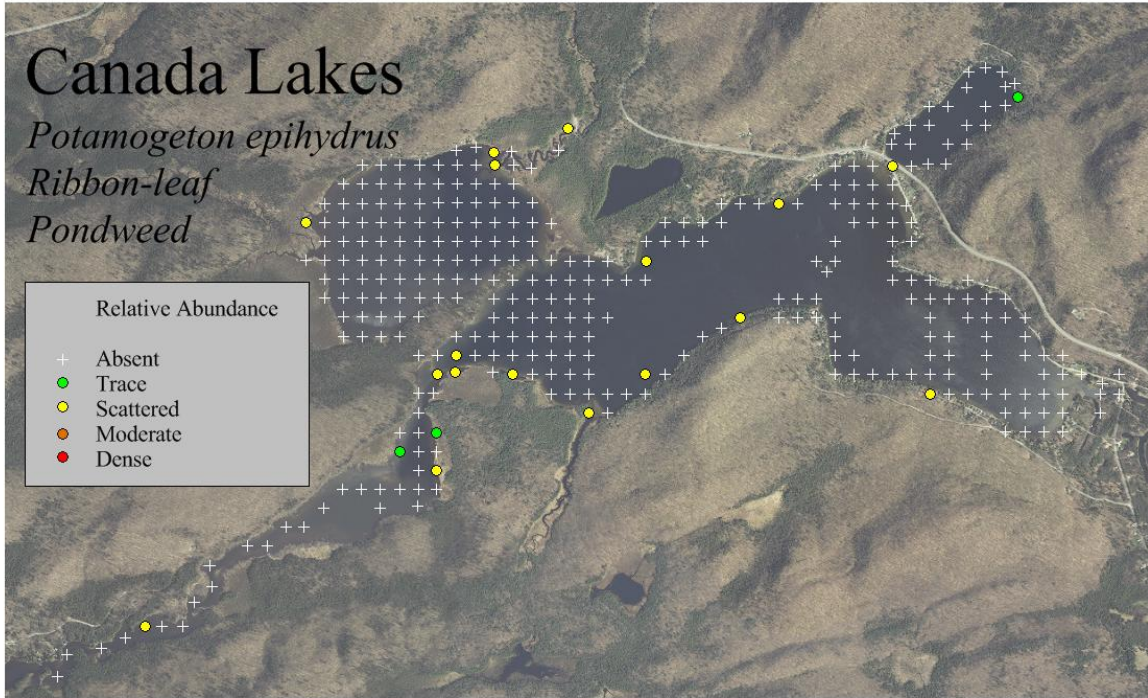 Canada Lakes
Potamogeton epihydrus
Ribbon-leaf
Pondweed
Relative Abundance
Absent
Trace
Scattered
Moderate
Dense